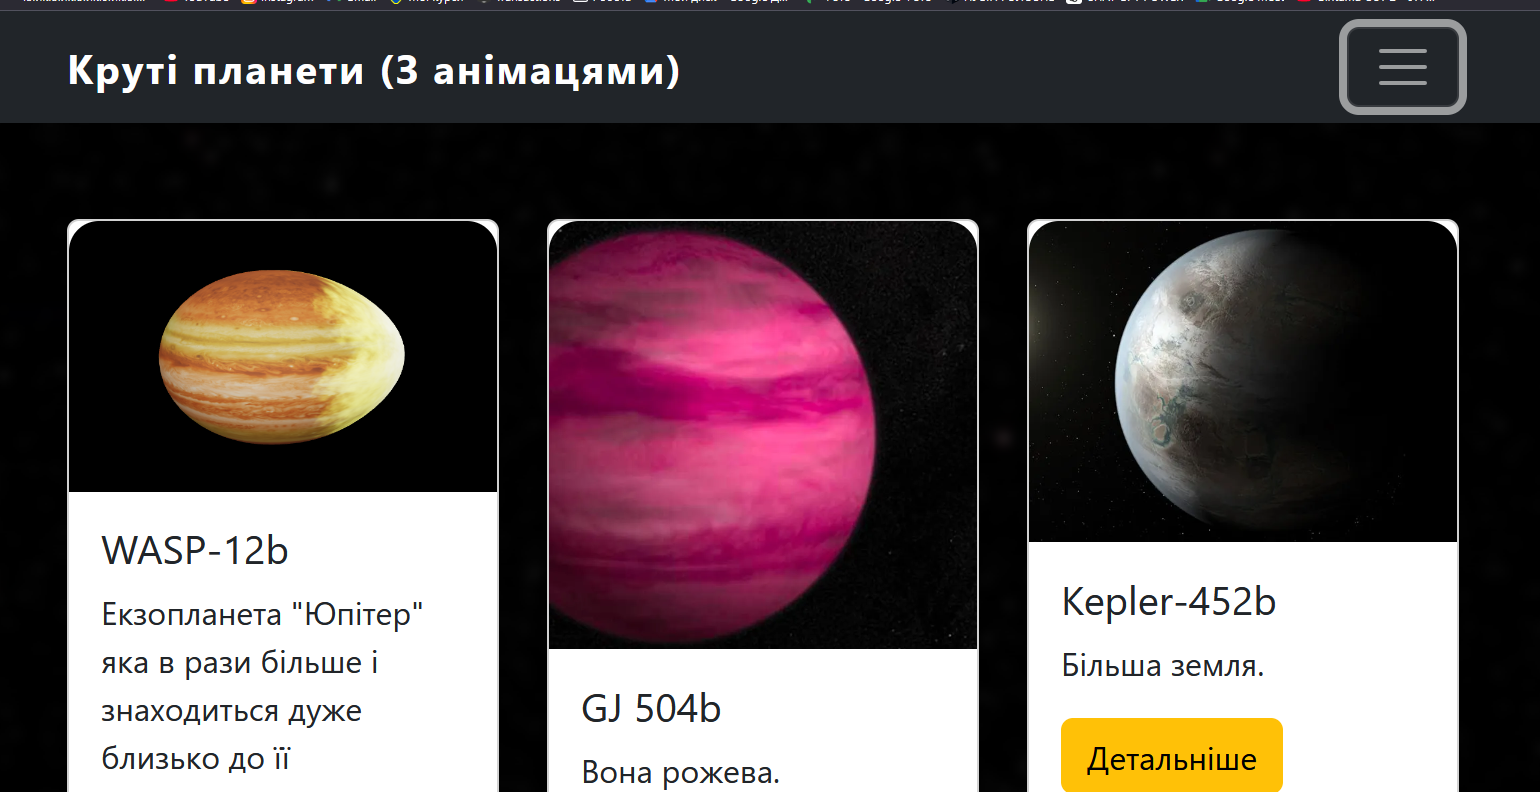 Круті планети (З анімацями)
WASP-12b
Екзопланета "Юпітер"
яка в рази більше і
знаходиться дуже
близько до її
GJ 504b
Вона рожева.
Kepler-452b
Більша земля.
Детальніше